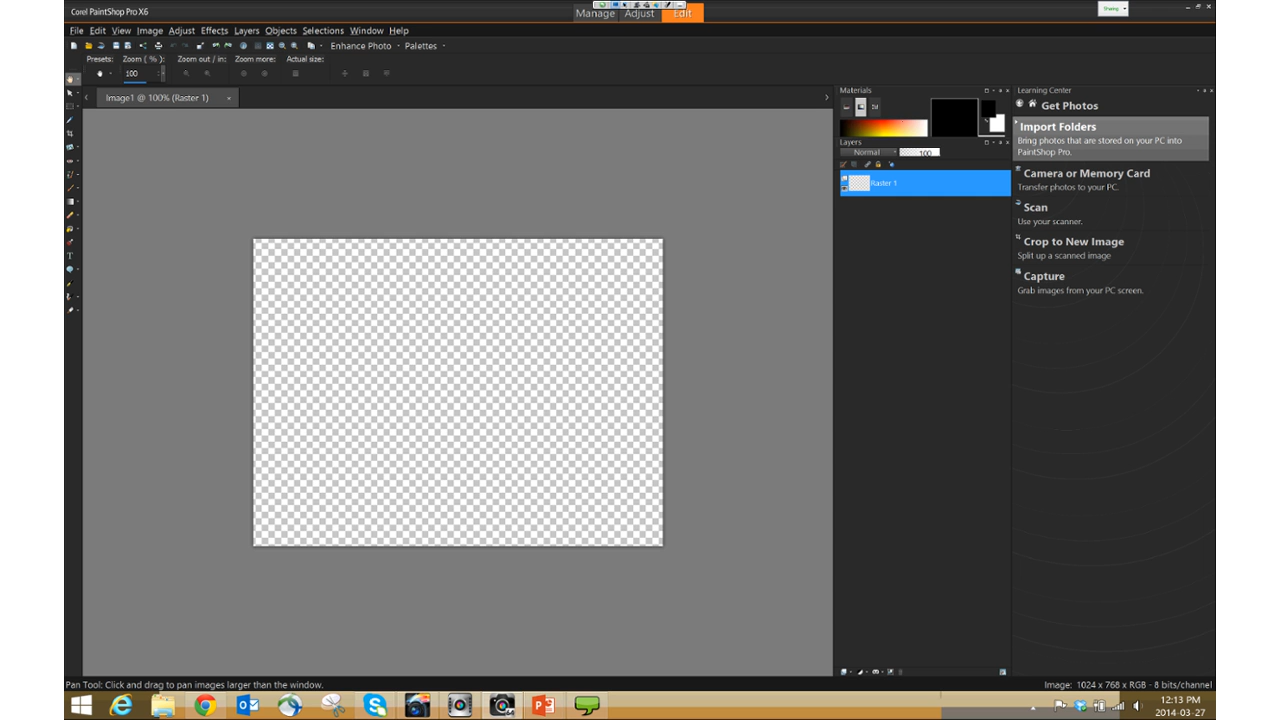 Corel PaintShop Pro X6
Manage Adjust Edit
Sharing
File Edit View Image Adjust Effects Layers Objects Selections Window Help
Enhance Photo Palettes
Presets: Zoom ( % ): Zoom out / in: Zoom more: Actual size:
100
Image1 @ 100% (Raster 1)
Materials
Layers
Normal 100
Raster 1
Learning Center
Get Photos
Import Folders
Bring photos that are stored on your PC into
PaintShop Pro.
Camera or Memory Card
Transfer photos to your PC.
Scan
Use your scanner.
Crop to New Image
Split up a scanned image
Capture
Grab images from your PC screen.
Pan Tool: Click and drag to pan images larger than the window.
Image: 1024 x 768 x RGB - 8 bits/channel
12:13 PM
2014-03-27